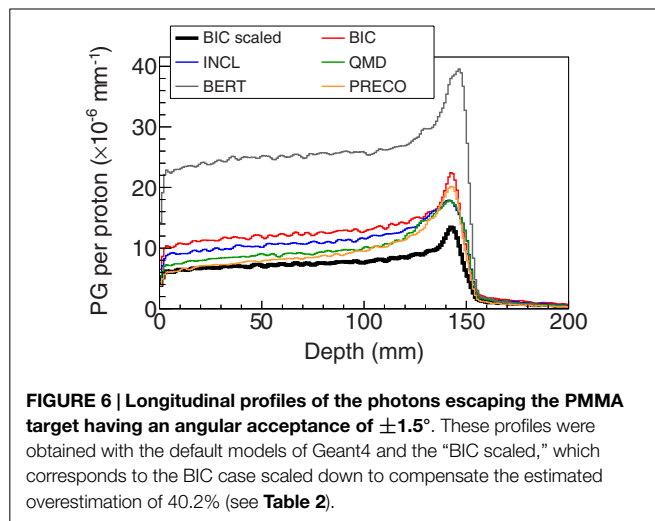 BIC scaled BIC
INCL QMD
BERT PRECO
PG per proton (×10⁻⁶ mm⁻¹)
40
30
20
10
0
0 50 100 150 200
Depth (mm)
FIGURE 6 | Longitudinal profiles of the photons escaping the PMMA
target having an angular acceptance of ±1.5°. These profiles were
obtained with the default models of Geant4 and the “BIC scaled,” which
corresponds to the BIC case scaled down to compensate the estimated
overestimation of 40.2% (see Table 2).